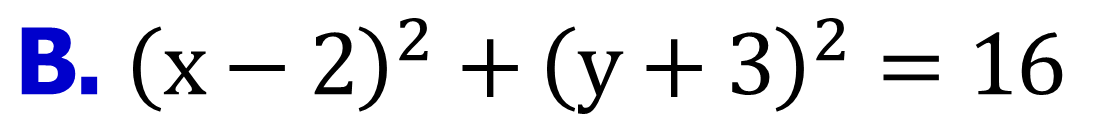 B. (x − 2)² + (y + 3)² = 16